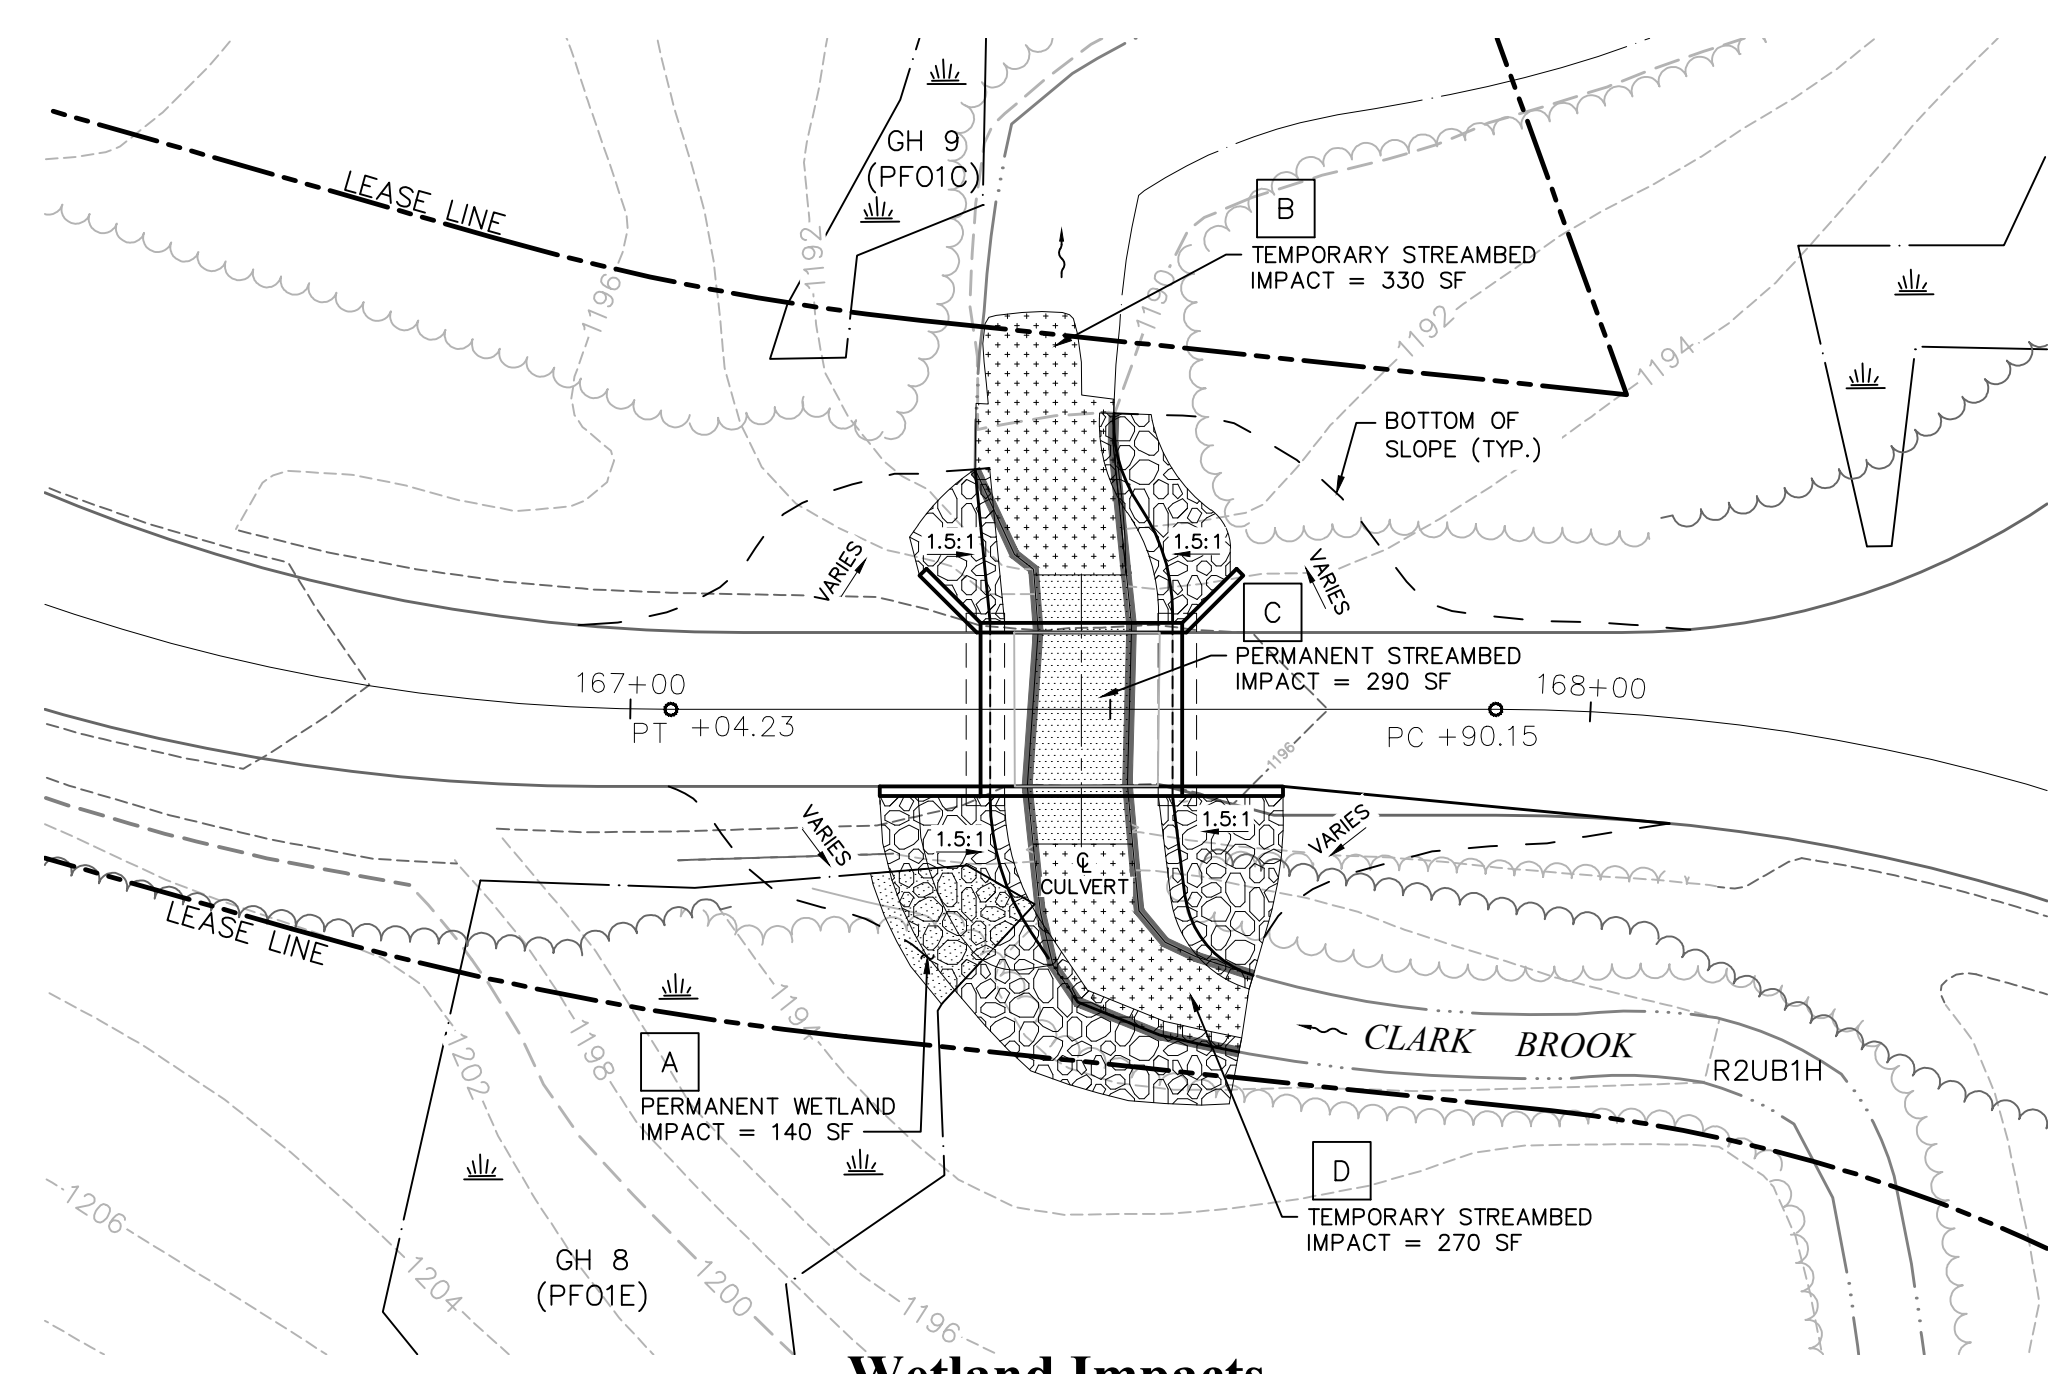 GH 9
(PFO1C)
LEASE LINE
B
TEMPORARY STREAMBED
IMPACT = 330 SF
1192
1196
1190
1192
1194
BOTTOM OF
SLOPE (TYP.)
1.5:1
1.5:1
VARIES
VARIES
C
PERMANENT STREAMBED
IMPACT = 290 SF
167+00
PT +04.23
168+00
PC +90.15
1196
1.5:1
1.5:1
VARIES
VARIES
CL
CULVERT
LEASE LINE
1194
1198
1202
CLARK BROOK
R2UB1H
A
PERMANENT WETLAND
IMPACT = 140 SF
D
TEMPORARY STREAMBED
IMPACT = 270 SF
1206
1204
1200
1196
GH 8
(PFO1E)
Wetland Impacts